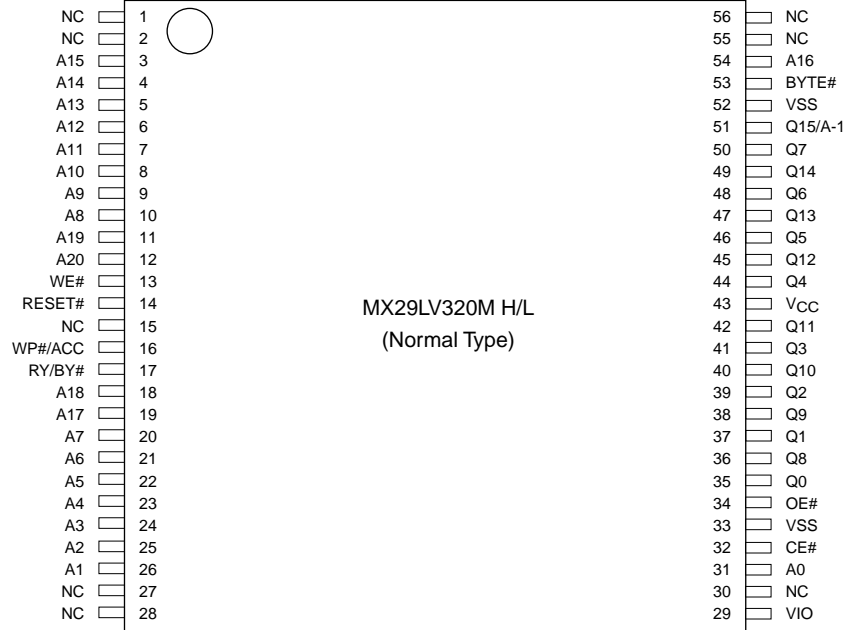 NC 1 56 NC
NC 2 55 NC
A15 3 54 A16
A14 4 53 BYTE#
A13 5 52 VSS
A12 6 51 Q15/A-1
A11 7 50 Q7
A10 8 49 Q14
A9 9 48 Q6
A8 10 47 Q13
A19 11 46 Q5
A20 12 45 Q12
WE# 13 44 Q4
RESET# 14 MX29LV320M H/L 43 VCC
NC 15 42 Q11
WP#/ACC 16 (Normal Type) 41 Q3
RY/BY# 17 40 Q10
A18 18 39 Q2
A17 19 38 Q9
A7 20 37 Q1
A6 21 36 Q8
A5 22 35 Q0
A4 23 34 OE#
A3 24 33 VSS
A2 25 32 CE#
A1 26 31 A0
NC 27 30 NC
NC 28 29 VIO